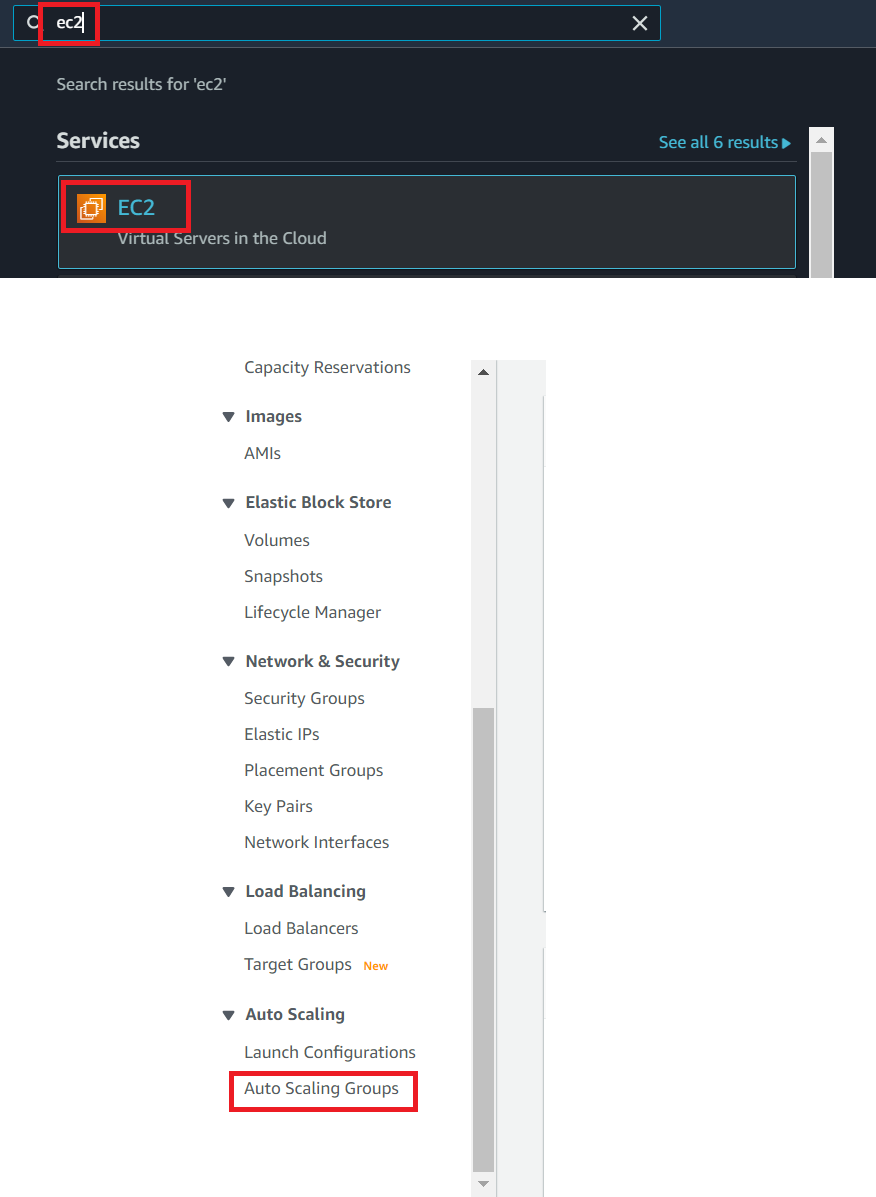 ec2
Search results for 'ec2'
Services
See all 6 results
EC2
Virtual Servers in the Cloud
Capacity Reservations
Images
AMIs
Elastic Block Store
Volumes
Snapshots
Lifecycle Manager
Network & Security
Security Groups
Elastic IPs
Placement Groups
Key Pairs
Network Interfaces
Load Balancing
Load Balancers
Target Groups New
Auto Scaling
Launch Configurations
Auto Scaling Groups